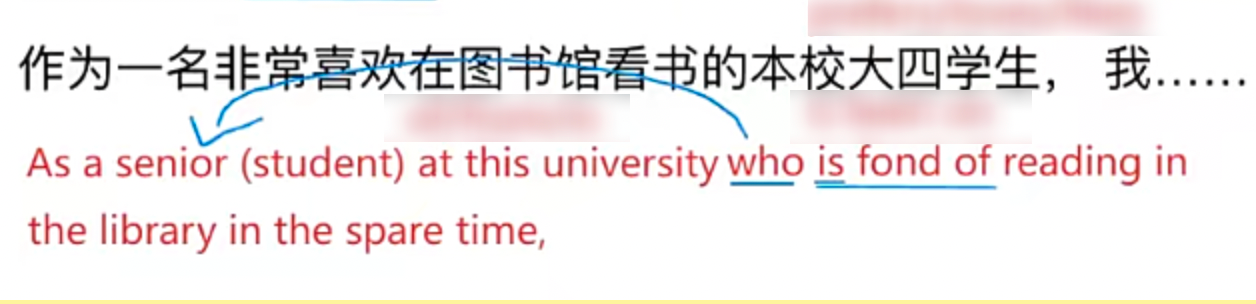 作为一名非常喜欢在图书馆看书的本校大四学生， 我……
As a senior (student) at this university who is fond of reading in
the library in the spare time,